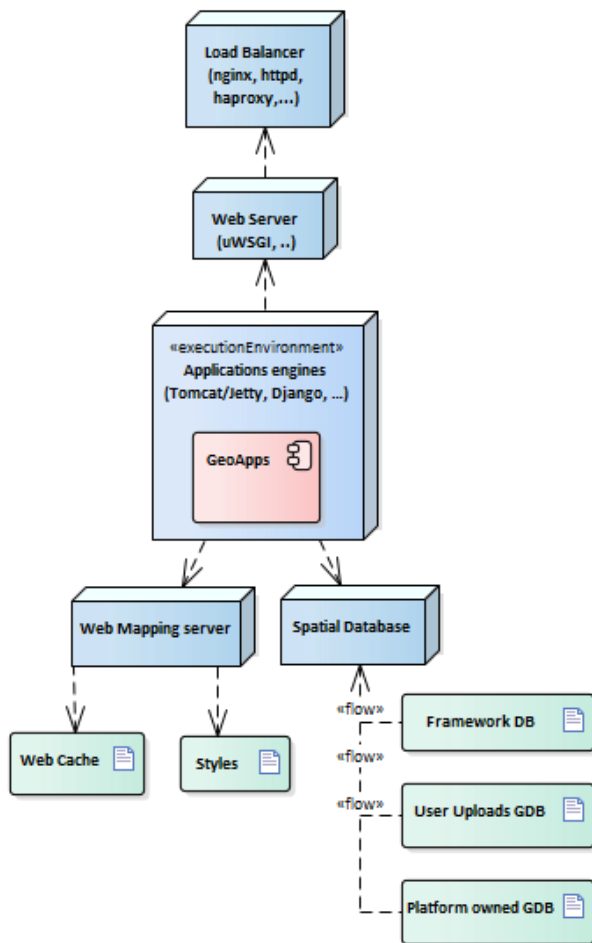 Load Balancer
(nginx, httpd,
haproxy,...)
Web Server
(uWSGI, ..)
«executionEnvironment»
Applications engines
(Tomcat/Jetty, Django, ...)
GeoApps
Web Mapping server
Spatial Database
Web Cache
Styles
«flow»
Framework DB
«flow»
«flow»
User Uploads GDB
Platform owned GDB